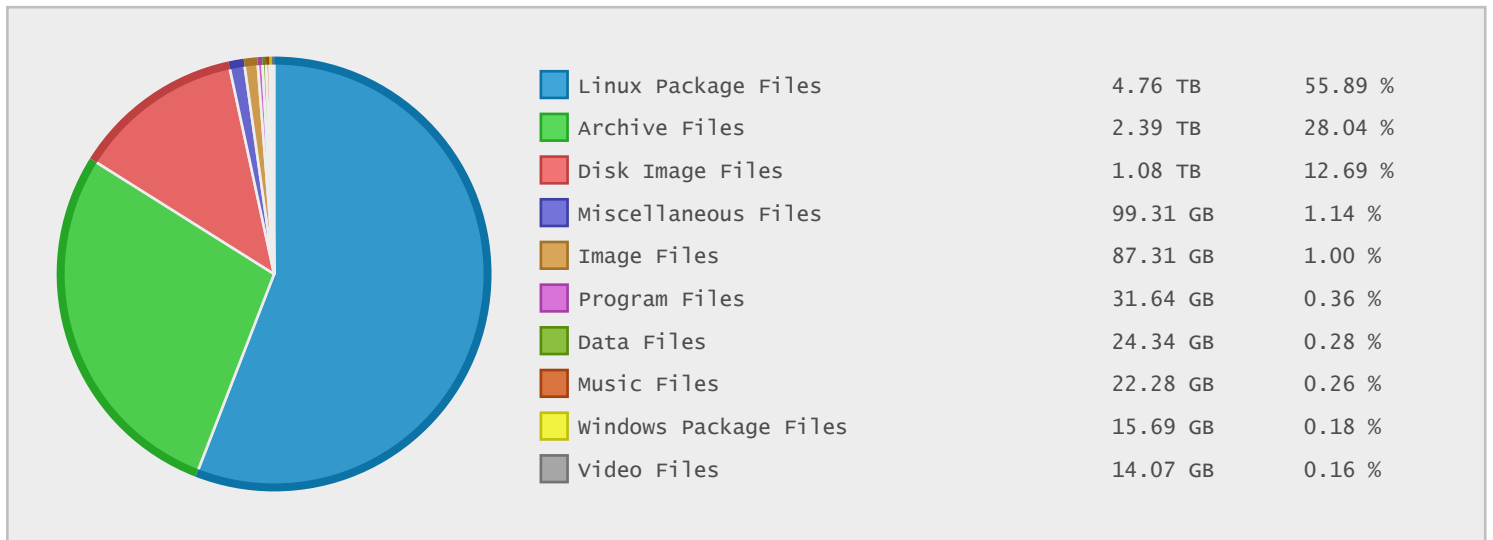 Linux Package Files 4.76 TB 55.89 %
Archive Files 2.39 TB 28.04 %
Disk Image Files 1.08 TB 12.69 %
Miscellaneous Files 99.31 GB 1.14 %
Image Files 87.31 GB 1.00 %
Program Files 31.64 GB 0.36 %
Data Files 24.34 GB 0.28 %
Music Files 22.28 GB 0.26 %
Windows Package Files 15.69 GB 0.18 %
Video Files 14.07 GB 0.16 %